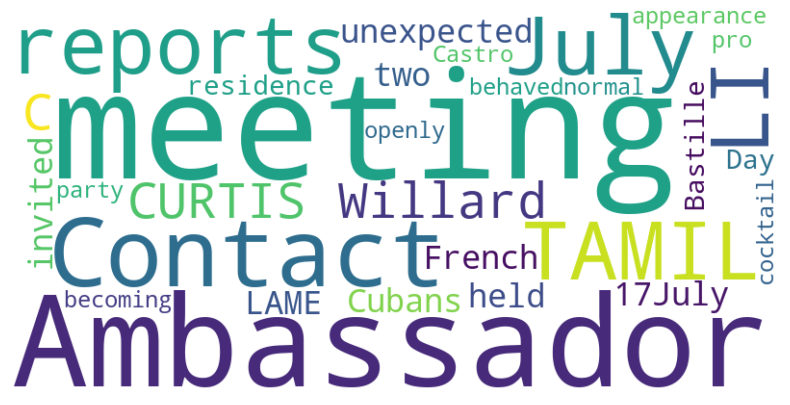 reports unexpected July appearance
Castro pro
residence two behavednormal
C meeting LI
openly Bastille Day
invited party CURTIS Willard cocktail
Contact French TAMIL
becoming LAME Cubans held 17July
Ambassador